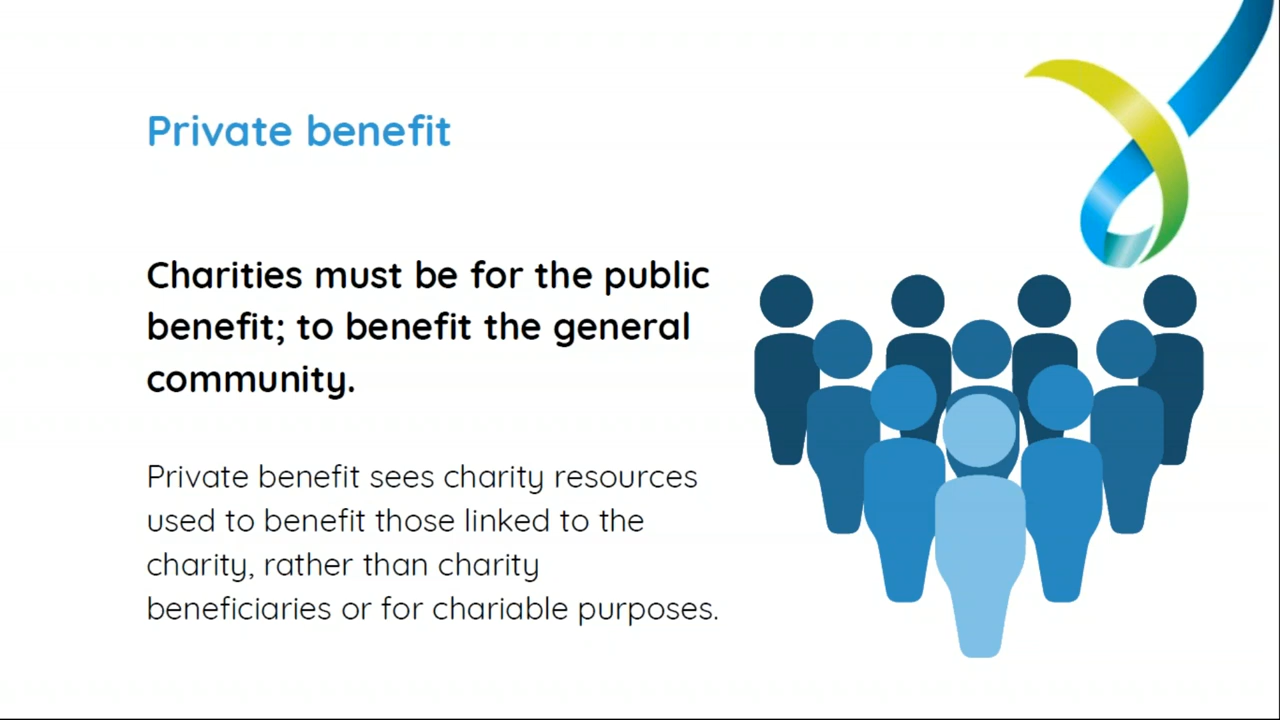 Private benefit
Charities must be for the public
benefit; to benefit the general
community.
Private benefit sees charity resources
used to benefit those linked to the
charity, rather than charity
beneficiaries or for chariable purposes.